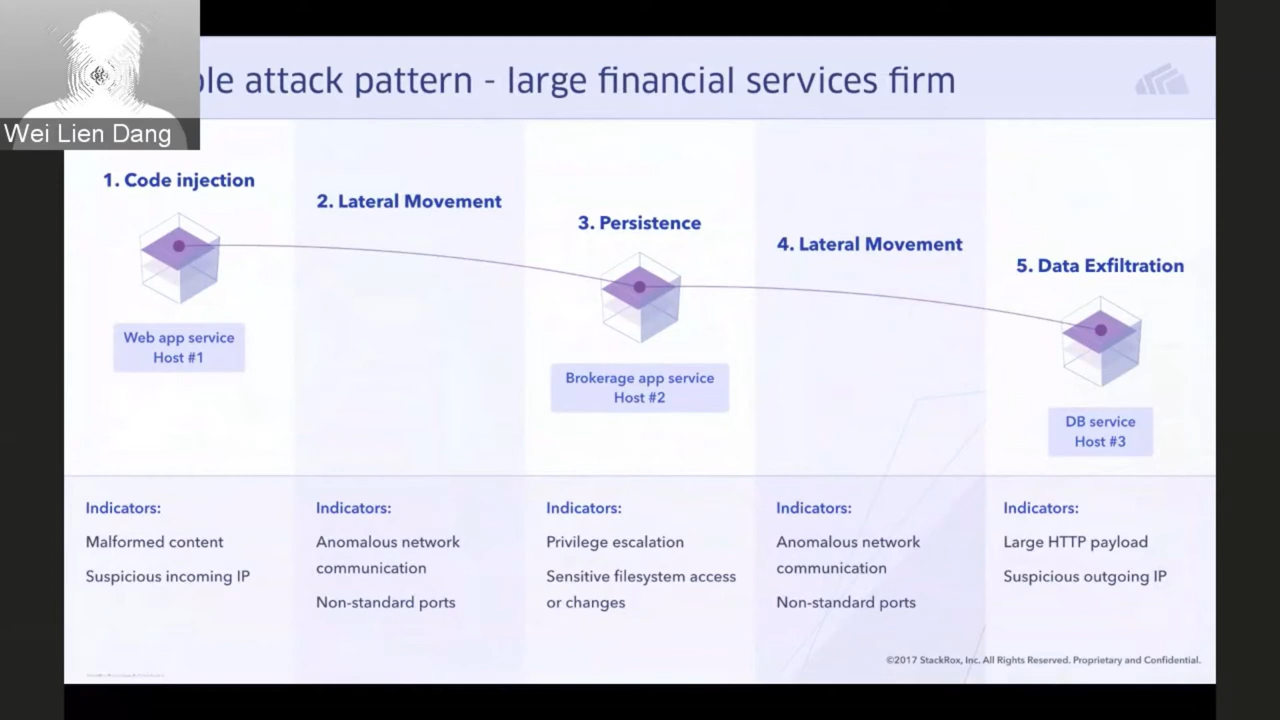 ole attack pattern - large financial services firm
Wei Lien Dang
1. Code injection
2. Lateral Movement
3. Persistence
4. Lateral Movement
5. Data Exfiltration
Web app service
Host #1
Brokerage app service
Host #2
DB service
Host #3
Indicators:
Malformed content
Suspicious incoming IP
Indicators:
Anomalous network
communication
Non-standard ports
Indicators:
Privilege escalation
Sensitive filesystem access
or changes
Indicators:
Anomalous network
communication
Non-standard ports
Indicators:
Large HTTP payload
Suspicious outgoing IP
©2017 StackRox, Inc. All Rights Reserved. Proprietary and Confidential.